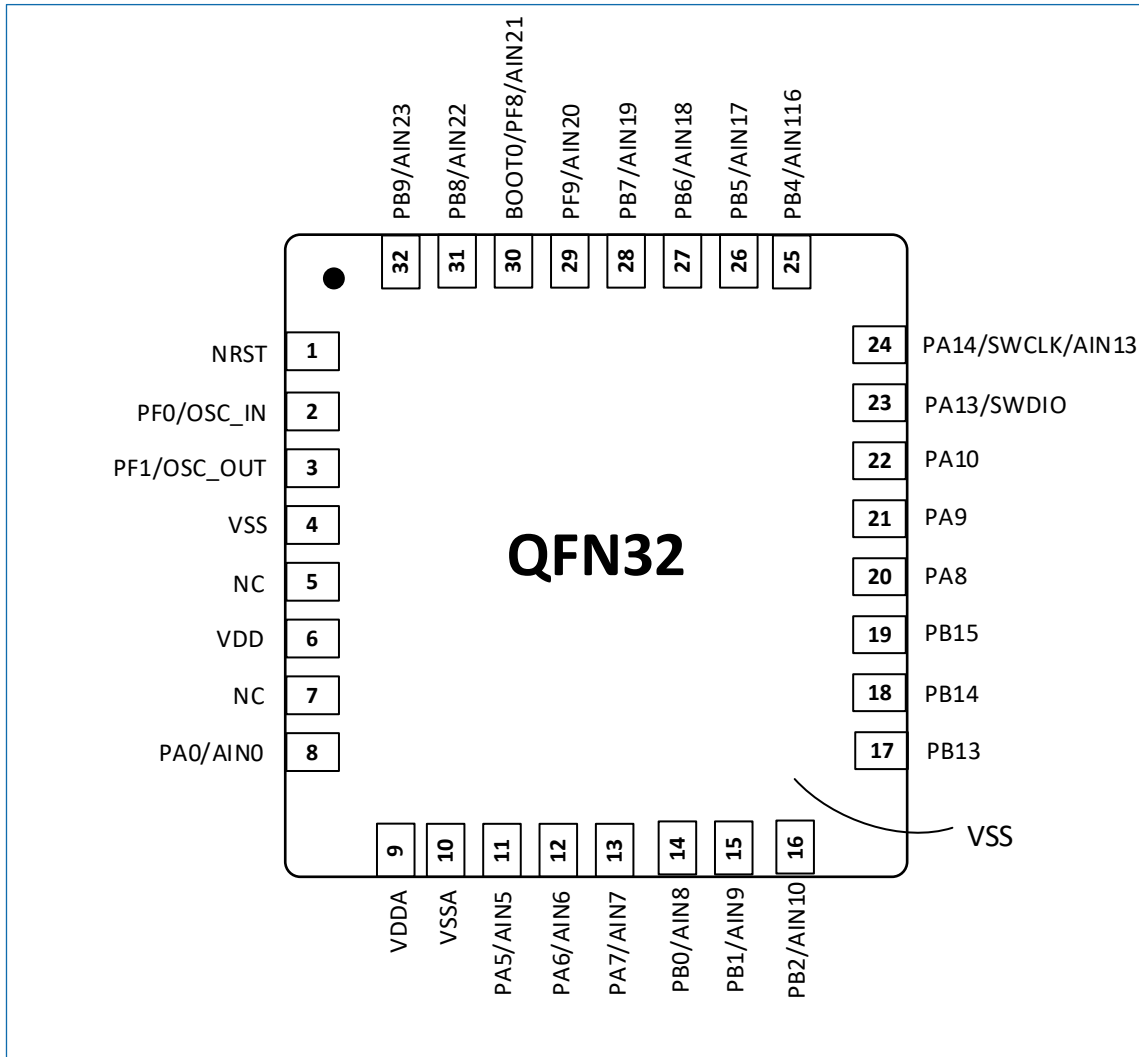 PB9/AIN23
PB8/AIN22
BOOT0/PF8/AIN21
PF9/AIN20
PB7/AIN19
PB6/AIN18
PB5/AIN17
PB4/AIN116
32
31
30
29
28
27
26
25
NRST 1
PF0/OSC_IN 2
PF1/OSC_OUT 3
VSS 4
NC 5
VDD 6
NC 7
PA0/AIN0 8
QFN32
24 PA14/SWCLK/AIN13
23 PA13/SWDIO
22 PA10
21 PA9
20 PA8
19 PB15
18 PB14
17 PB13
VSS
9
10
11
12
13
14
15
16
VDDA
VSSA
PA5/AIN5
PA6/AIN6
PA7/AIN7
PB0/AIN8
PB1/AIN9
PB2/AIN10